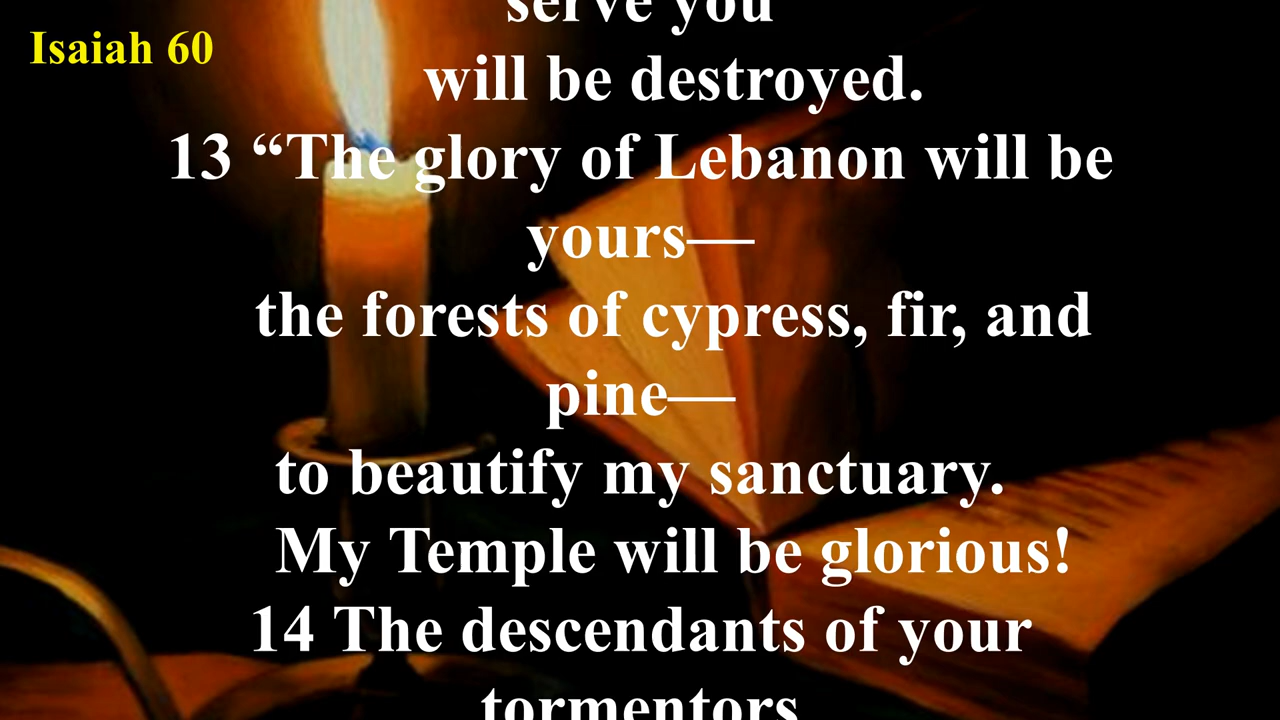 Isaiah 60
serve you
will be destroyed.
13 “The glory of Lebanon will be
yours—
the forests of cypress, fir, and
pine—
to beautify my sanctuary.
My Temple will be glorious!
14 The descendants of your
tormentors